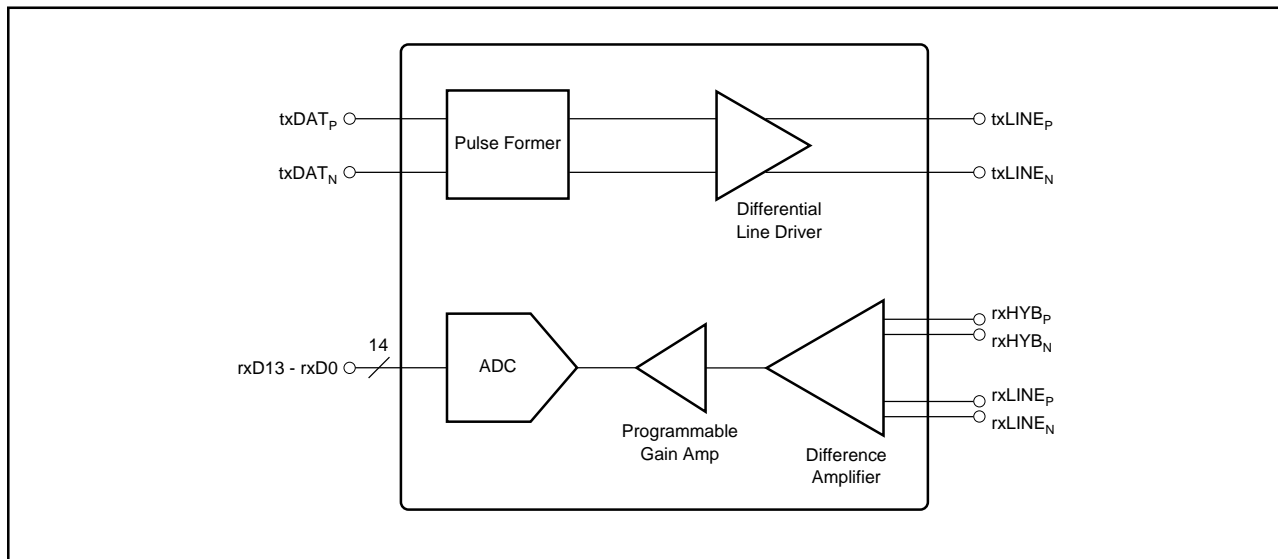 txDATP
Pulse Former
txLINEP
txDATN
txLINEN
Differential
Line Driver
rxHYBP
rxHYBN
14
rxD13 - rxD0
ADC
rxLINEP
rxLINEN
Programmable
Gain Amp
Difference
Amplifier